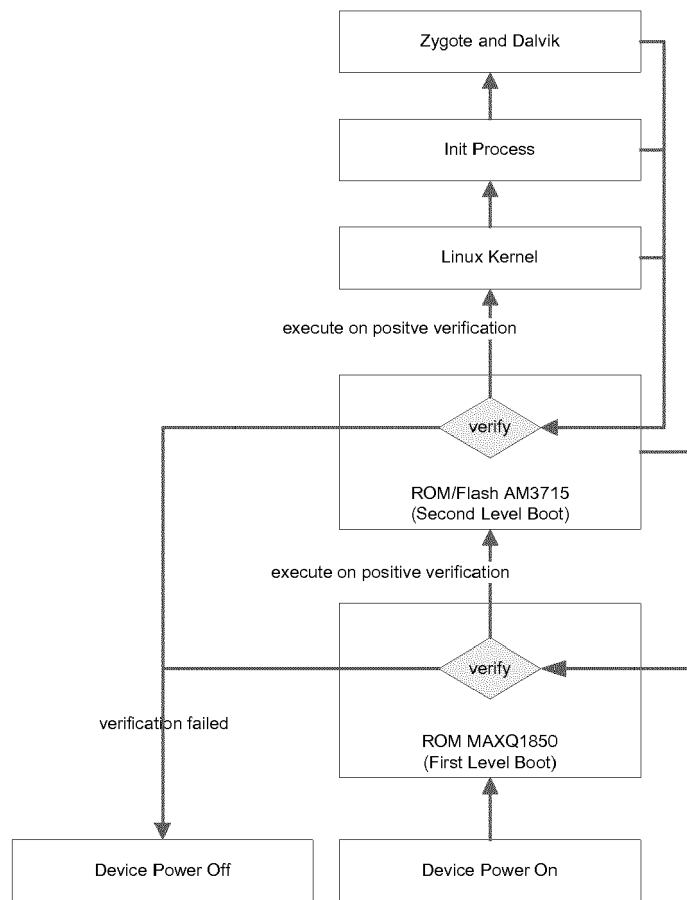 Zygote and Dalvik
Init Process
Linux Kernel
execute on positve verification
verify
ROM/Flash AM3715
(Second Level Boot)
execute on positive verification
verify
verification failed
ROM MAXQ1850
(First Level Boot)
Device Power Off
Device Power On